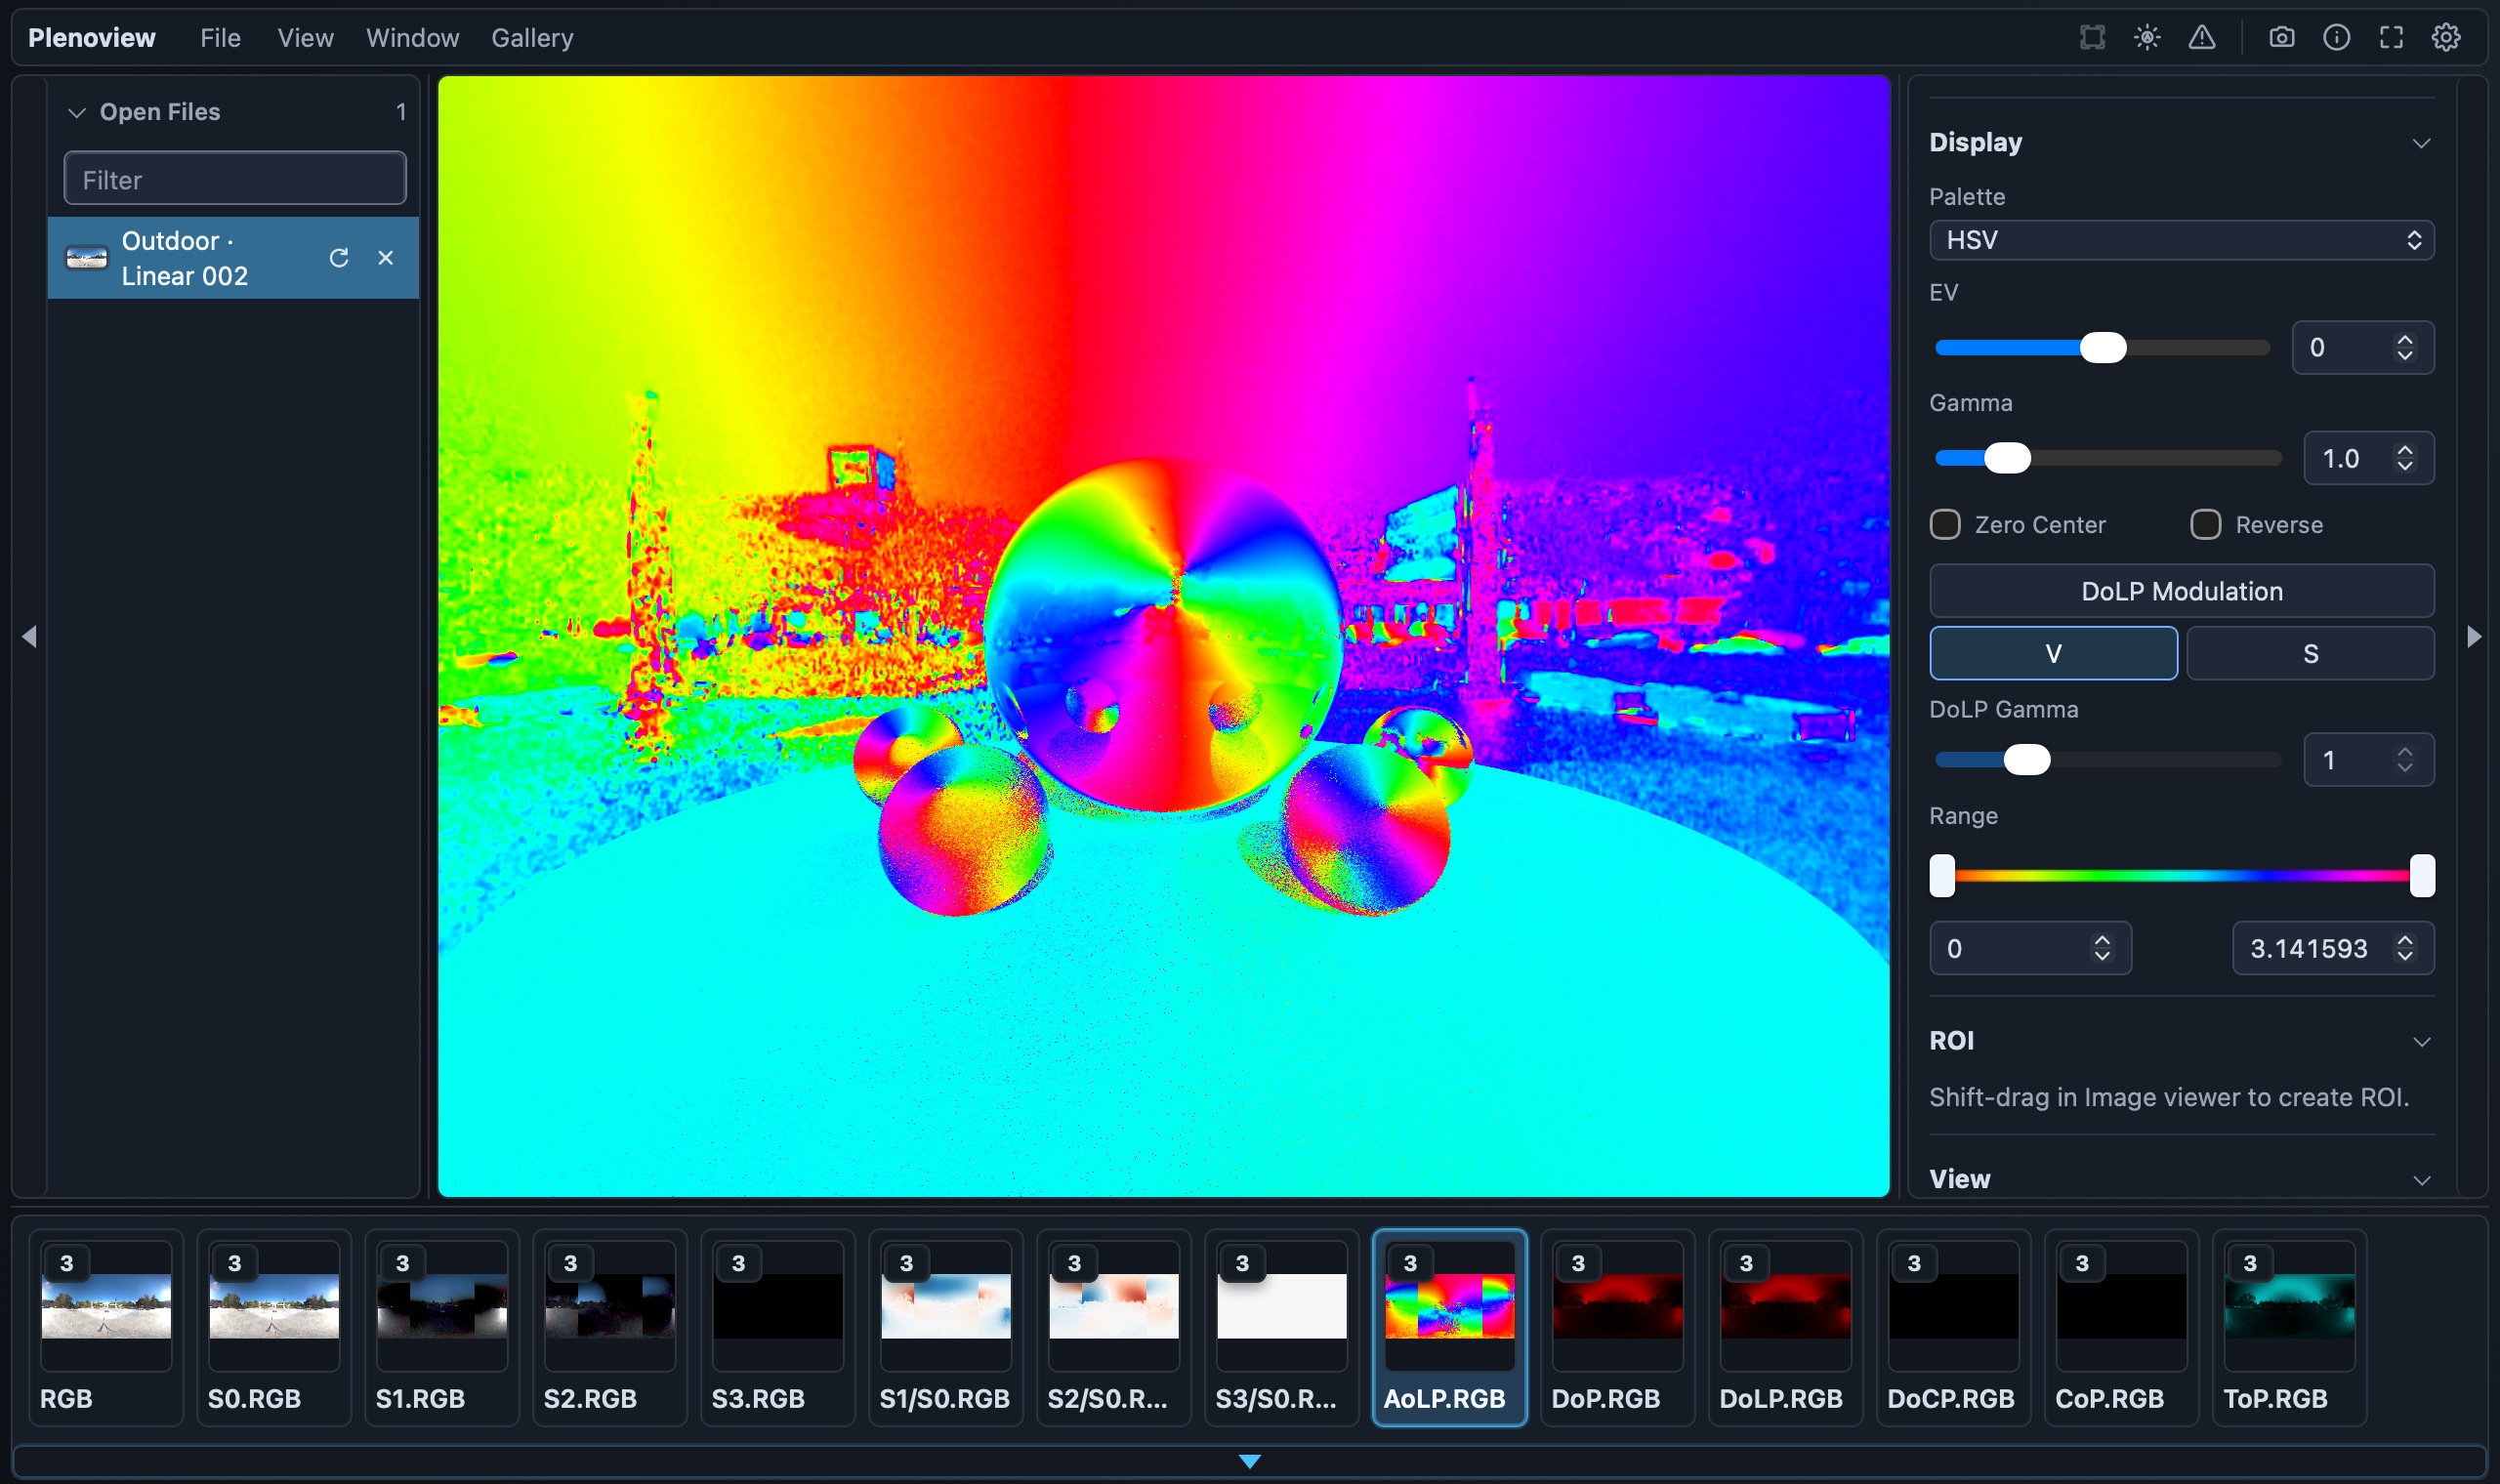 Plenoview File View Window Gallery
Open Files 1
Filter
Outdoor ·
Linear 002
Display
Palette
HSV
EV
0
Gamma
1.0
Zero Center Reverse
DoLP Modulation
V S
DoLP Gamma
1
Range
0 3.141593
ROI
Shift-drag in Image viewer to create ROI.
View
3 3 3 3 3 3 3 3 3 3 3 3 3 3
RGB S0.RGB S1.RGB S2.RGB S3.RGB S1/S0.RGB S2/S0.R... S3/S0.R... AoLP.RGB DoP.RGB DoLP.RGB DoCP.RGB CoP.RGB ToP.RGB